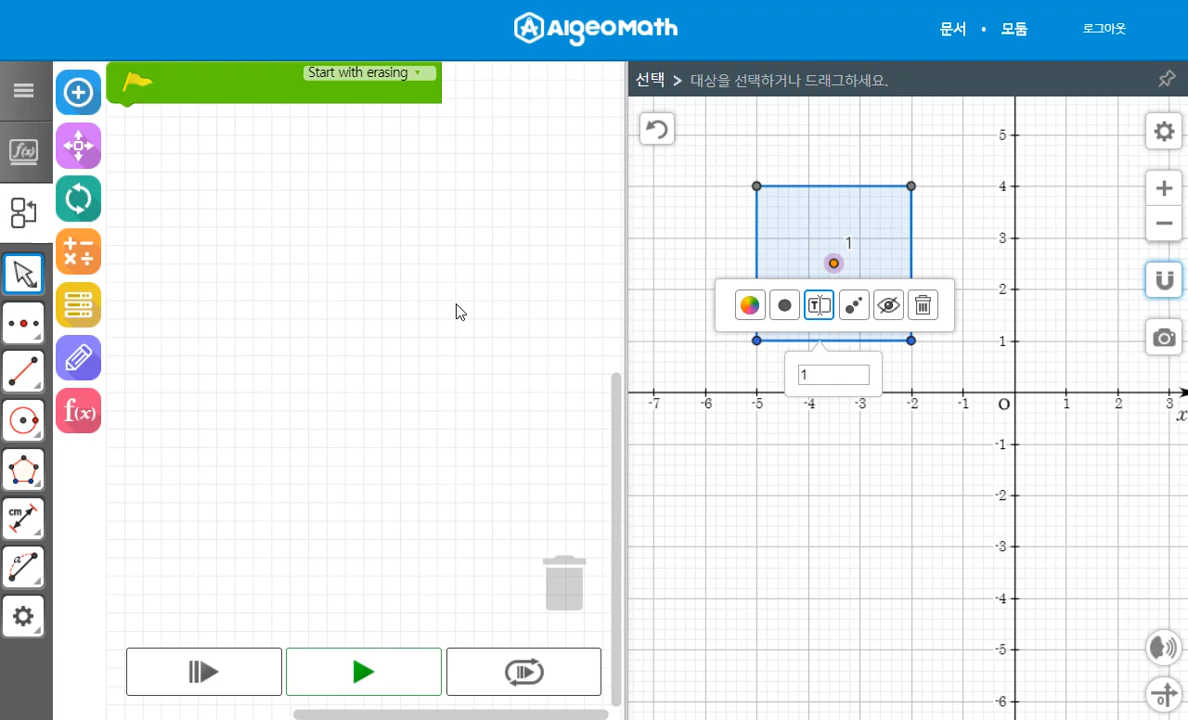 AlgeoMath
문서 • 모둠
로그아웃
Start with erasing
선택 > 대상을 선택하거나 드래그하세요.
f(x)
cm
a
f(x)
5
4
3
2
1
-1
-2
-3
-4
-5
-6
-7 -6 -5 -4 -3 -2 -1 O 1 2 3
x
1
T
1